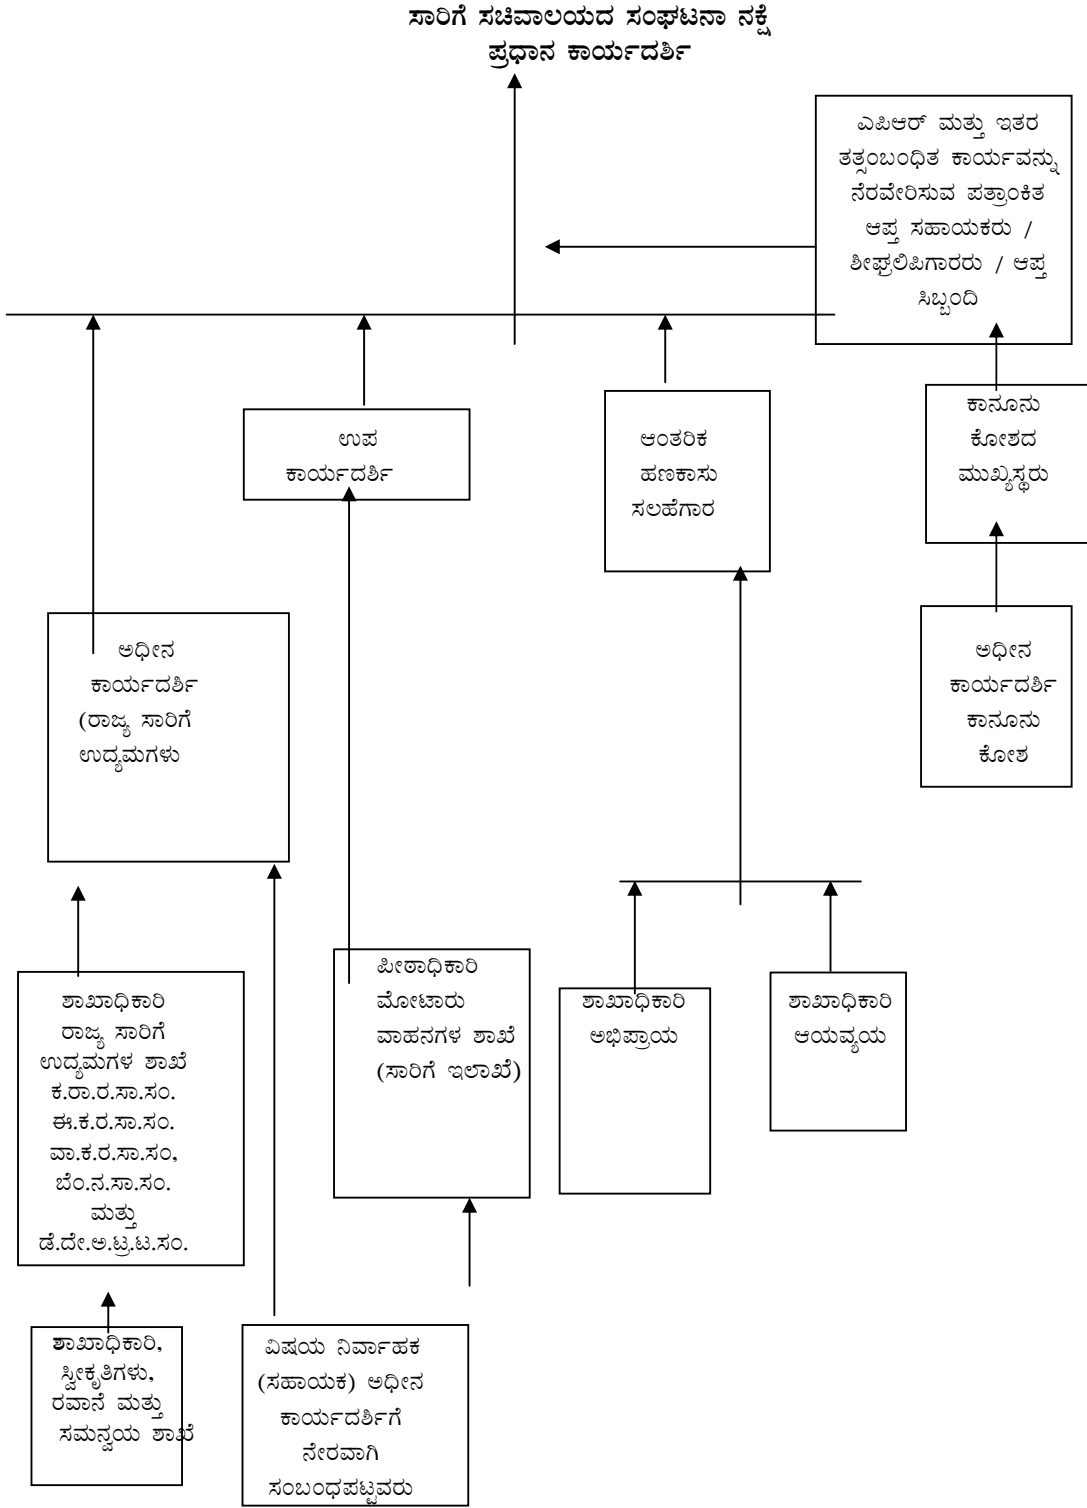 ಸಾರಿಗೆ ಸಚಿವಾಲಯದ ಸಂಘಟನಾ ನಕ್ಷೆ
ಪ್ರಧಾನ ಕಾರ್ಯದರ್ಶಿ
ಎಪಿಆರ್ ಮತ್ತು ಇತರ
ತತ್ಸಂಬಂಧಿತ ಕಾರ್ಯವನ್ನು
ನೆರವೇರಿಸುವ ಪತ್ರಾಂಕಿತ
ಆಪ್ತ ಸಹಾಯಕರು /
ಶೀಘ್ರಲಿಪಿಗಾರರು / ಆಪ್ತ
ಸಿಬ್ಬಂದಿ
ಉಪ
ಕಾರ್ಯದರ್ಶಿ
ಆಂತರಿಕ
ಹಣಕಾಸು
ಸಲಹೆಗಾರ
ಕಾನೂನು
ಕೋಶದ
ಮುಖ್ಯಸ್ಥರು
ಅಧೀನ
ಕಾರ್ಯದರ್ಶಿ
(ರಾಜ್ಯ ಸಾರಿಗೆ
ಉದ್ಯಮಗಳು
ಅಧೀನ
ಕಾರ್ಯದರ್ಶಿ
ಕಾನೂನು
ಕೋಶ
ಶಾಖಾಧಿಕಾರಿ
ರಾಜ್ಯ ಸಾರಿಗೆ
ಉದ್ಯಮಗಳ ಶಾಖೆ
ಕ.ರಾ.ರ.ಸಾ.ಸಂ.
ಈ.ಕ.ರ.ಸಾ.ಸಂ.
ವಾ.ಕ.ರ.ಸಾ.ಸಂ,
ಬೆಂ.ನ.ಸಾ.ಸಂ.
ಮತ್ತು
ಡೆ.ದೇ.ಅ.ಟ್ರ.ಟ.ಸಂ.
ಪೀಠಾಧಿಕಾರಿ
ಮೋಟಾರು
ವಾಹನಗಳ ಶಾಖೆ
(ಸಾರಿಗೆ ಇಲಾಖೆ)
ಶಾಖಾಧಿಕಾರಿ
ಅಭಿಪ್ರಾಯ
ಶಾಖಾಧಿಕಾರಿ
ಆಯವ್ಯಯ
ಶಾಖಾಧಿಕಾರಿ,
ಸ್ವೀಕೃತಿಗಳು,
ರವಾನೆ ಮತ್ತು
ಸಮನ್ವಯ ಶಾಖೆ
ವಿಷಯ ನಿರ್ವಾಹಕ
(ಸಹಾಯಕ) ಅಧೀನ
ಕಾರ್ಯದರ್ಶಿಗೆ
ನೇರವಾಗಿ
ಸಂಬಂಧಪಟ್ಟವರು